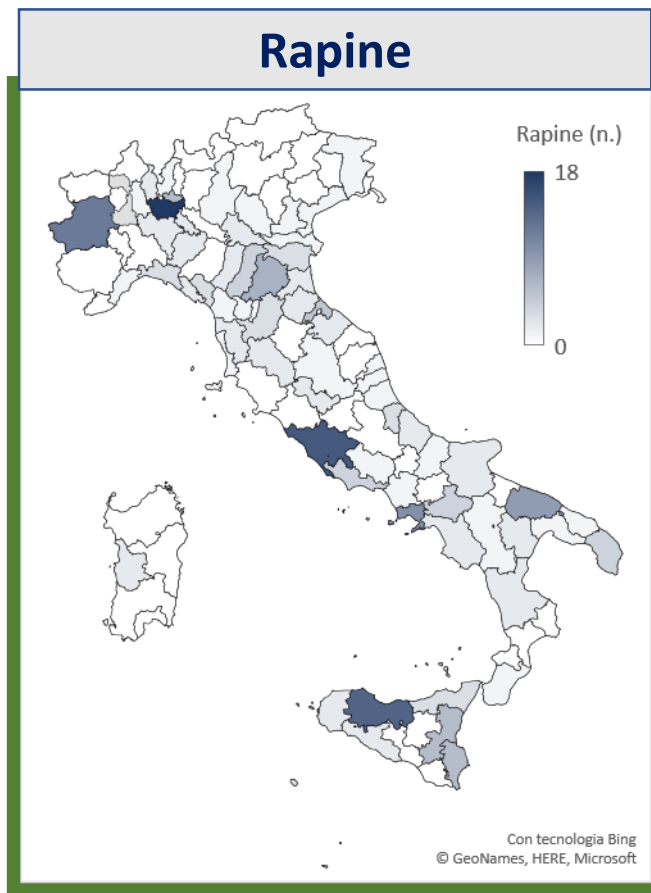 Rapine
Rapine (n.)
18
0
Con tecnologia Bing
© GeoNames, HERE, Microsoft